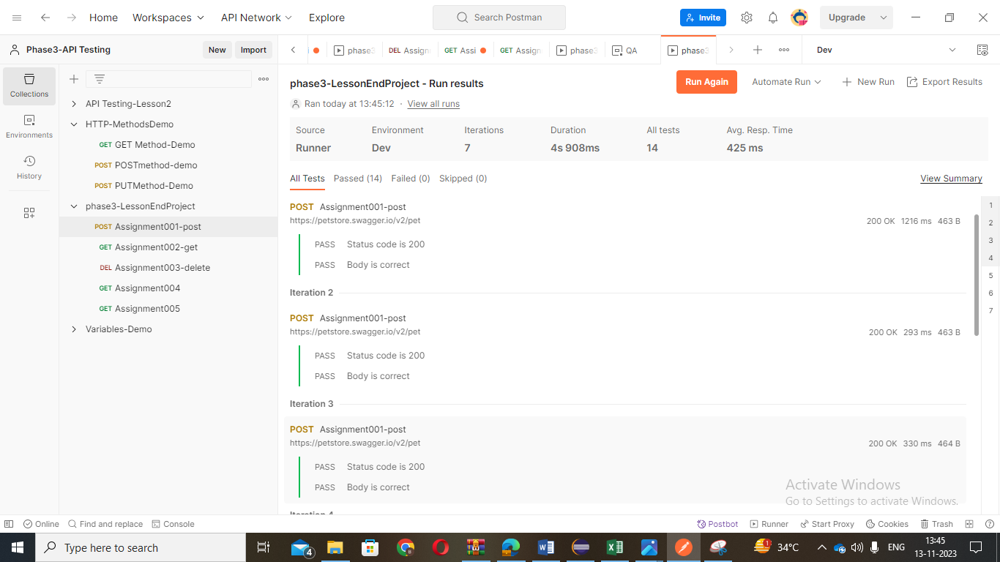 Home Workspaces API Network Explore Search Postman Invite Upgrade
Phase3-API Testing New Import phase3 DEL Assign GET Assi GET Assign phase3 QA phase3 Dev
Collections
Environments
History
API Testing-Lesson2
HTTP-MethodsDemo
GET GET Method-Demo
POST POSTmethod-demo
POST PUTMethod-Demo
phase3-LessonEndProject
POST Assignment001-post
GET Assignment002-get
DEL Assignment003-delete
GET Assignment004
GET Assignment005
Variables-Demo
phase3-LessonEndProject - Run results Run Again Automate Run New Run Export Results
Ran today at 13:45:12 · View all runs
Source Environment Iterations Duration All tests Avg. Resp. Time
Runner Dev 7 4s 908ms 14 425 ms
All Tests Passed (14) Failed (0) Skipped (0) View Summary
POST Assignment001-post
https://petstore.swagger.io/v2/pet 200 OK 1216 ms 463 B
PASS Status code is 200
PASS Body is correct
Iteration 2
POST Assignment001-post
https://petstore.swagger.io/v2/pet 200 OK 293 ms 463 B
PASS Status code is 200
PASS Body is correct
Iteration 3
POST Assignment001-post
https://petstore.swagger.io/v2/pet 200 OK 330 ms 464 B
PASS Status code is 200
PASS Body is correct
Iteration 4
1
2
3
4
5
6
7
Activate Windows
Go to Settings to activate Windows.
Online Find and replace Console Postbot Runner Start Proxy Cookies Trash
Type here to search 4 1 34°C ENG 13:45
13-11-2023